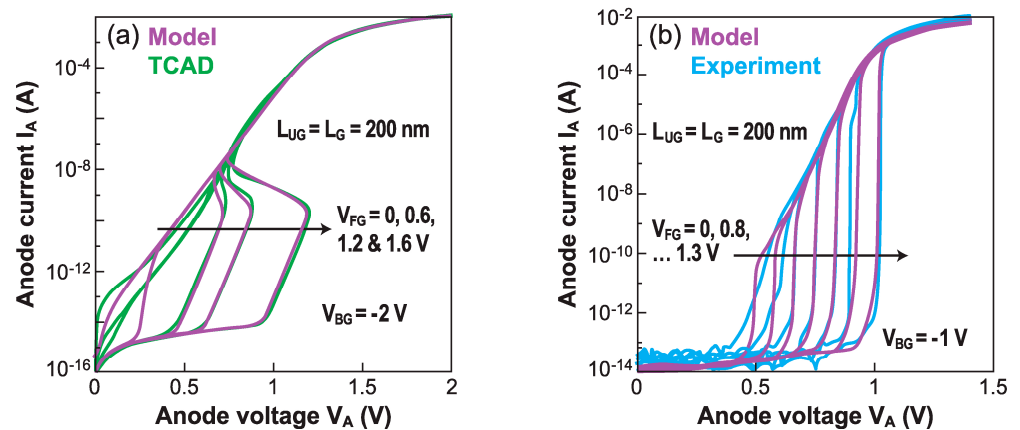 (a) Model
TCAD
Anode current I_A (A)
10^-4
10^-8
10^-12
10^-16
L_UG = L_G = 200 nm
V_FG = 0, 0.6,
1.2 & 1.6 V
V_BG = -2 V
0 0.5 1 1.5 2
Anode voltage V_A (V)
(b) Model
Experiment
Anode current I_A (A)
10^-2
10^-4
10^-6
10^-8
10^-10
10^-12
10^-14
L_UG = L_G = 200 nm
V_FG = 0, 0.8,
... 1.3 V
V_BG = -1 V
0 0.5 1 1.5
Anode voltage V_A (V)